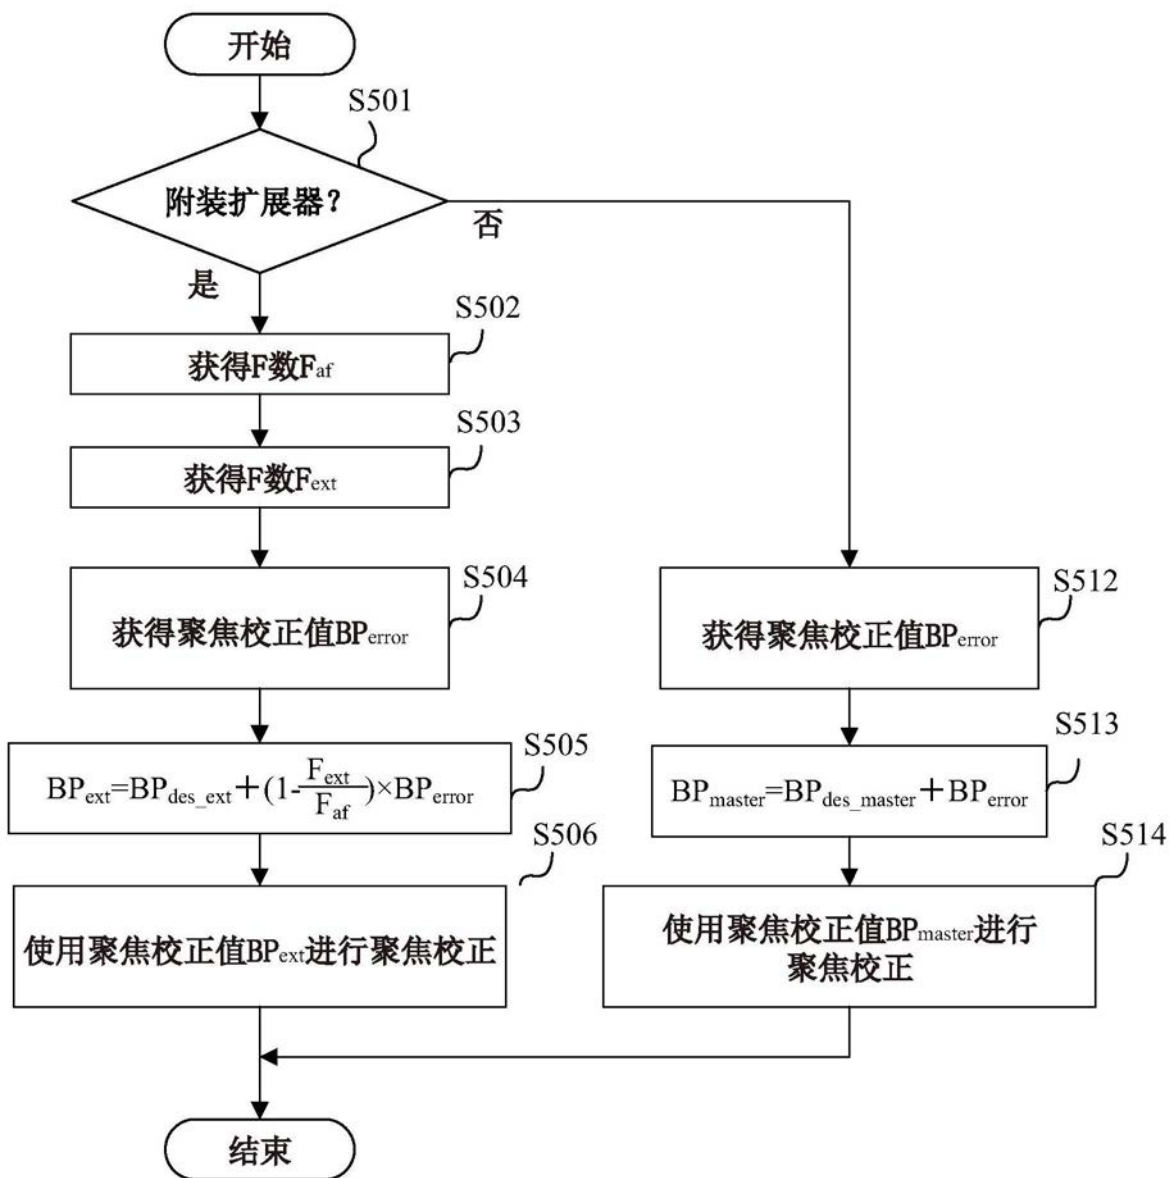 开始
S501
附装扩展器?
否
是
S502
获得F数Faf
S503
获得F数Fext
S504
获得聚焦校正值BPerror
S505
BPext=BPdes_ext+(1-Fext/Faf)×BPerror
S506
使用聚焦校正值BPext进行聚焦校正
S512
获得聚焦校正值BPerror
S513
BPmaster=BPdes_master+BPerror
S514
使用聚焦校正值BPmaster进行
聚焦校正
结束